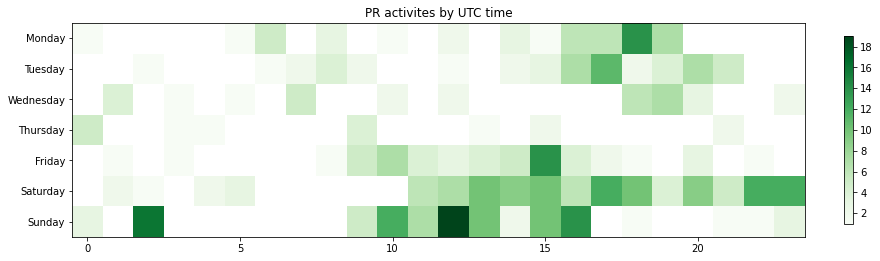 PR activites by UTC time
Monday
Tuesday
Wednesday
Thursday
Friday
Saturday
Sunday
0 5 10 15 20
18
16
14
12
10
8
6
4
2